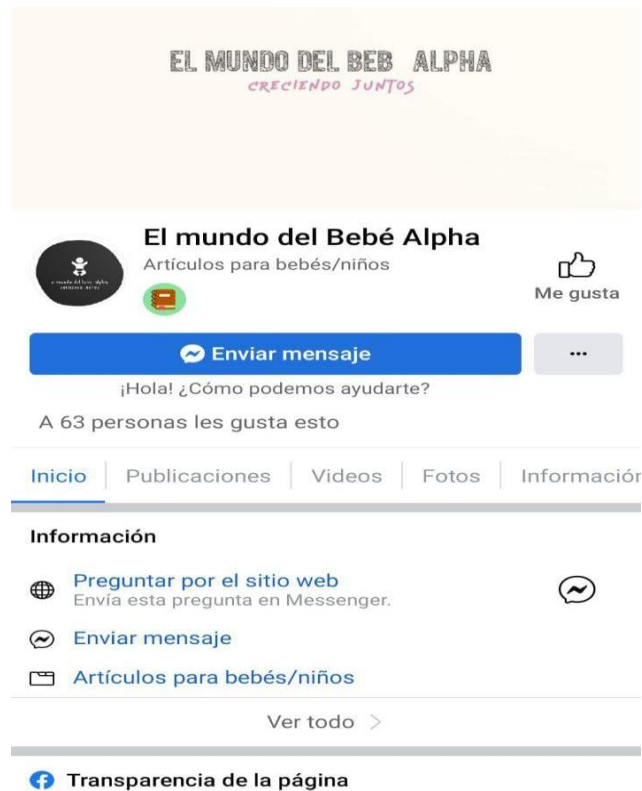 EL MUNDO DEL BEB ALPHA
CRECIENDO JUNTOS
El mundo del Bebé Alpha
Artículos para bebés/niños
Me gusta
Enviar mensaje
¡Hola! ¿Cómo podemos ayudarte?
A 63 personas les gusta esto
Inicio Publicaciones Videos Fotos Información
Información
Preguntar por el sitio web
Envía esta pregunta en Messenger.
Enviar mensaje
Artículos para bebés/niños
Ver todo
Transparencia de la página